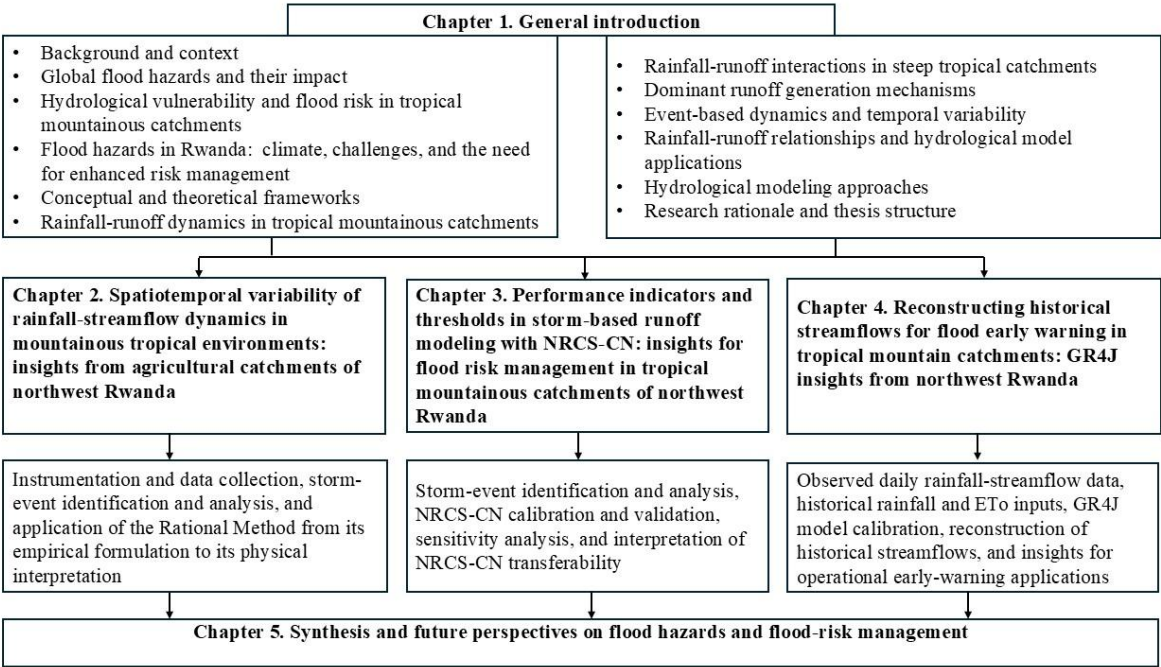 Chapter 1. General introduction
• Background and context
• Global flood hazards and their impact
• Hydrological vulnerability and flood risk in tropical
mountainous catchments
• Flood hazards in Rwanda: climate, challenges, and the need
for enhanced risk management
• Conceptual and theoretical frameworks
• Rainfall-runoff dynamics in tropical mountainous catchments
• Rainfall-runoff interactions in steep tropical catchments
• Dominant runoff generation mechanisms
• Event-based dynamics and temporal variability
• Rainfall-runoff relationships and hydrological model
applications
• Hydrological modeling approaches
• Research rationale and thesis structure
Chapter 2. Spatiotemporal variability of
rainfall-streamflow dynamics in
mountainous tropical environments:
insights from agricultural catchments of
northwest Rwanda
Chapter 3. Performance indicators and
thresholds in storm-based runoff
modeling with NRCS-CN: insights for
flood risk management in tropical
mountainous catchments of northwest
Rwanda
Chapter 4. Reconstructing historical
streamflows for flood early warning in
tropical mountain catchments: GR4J
insights from northwest Rwanda
Instrumentation and data collection, storm-
event identification and analysis, and
application of the Rational Method from its
empirical formulation to its physical
interpretation
Storm-event identification and analysis,
NRCS-CN calibration and validation,
sensitivity analysis, and interpretation of
NRCS-CN transferability
Observed daily rainfall-streamflow data,
historical rainfall and ETo inputs, GR4J
model calibration, reconstruction of
historical streamflows, and insights for
operational early-warning applications
Chapter 5. Synthesis and future perspectives on flood hazards and flood-risk management